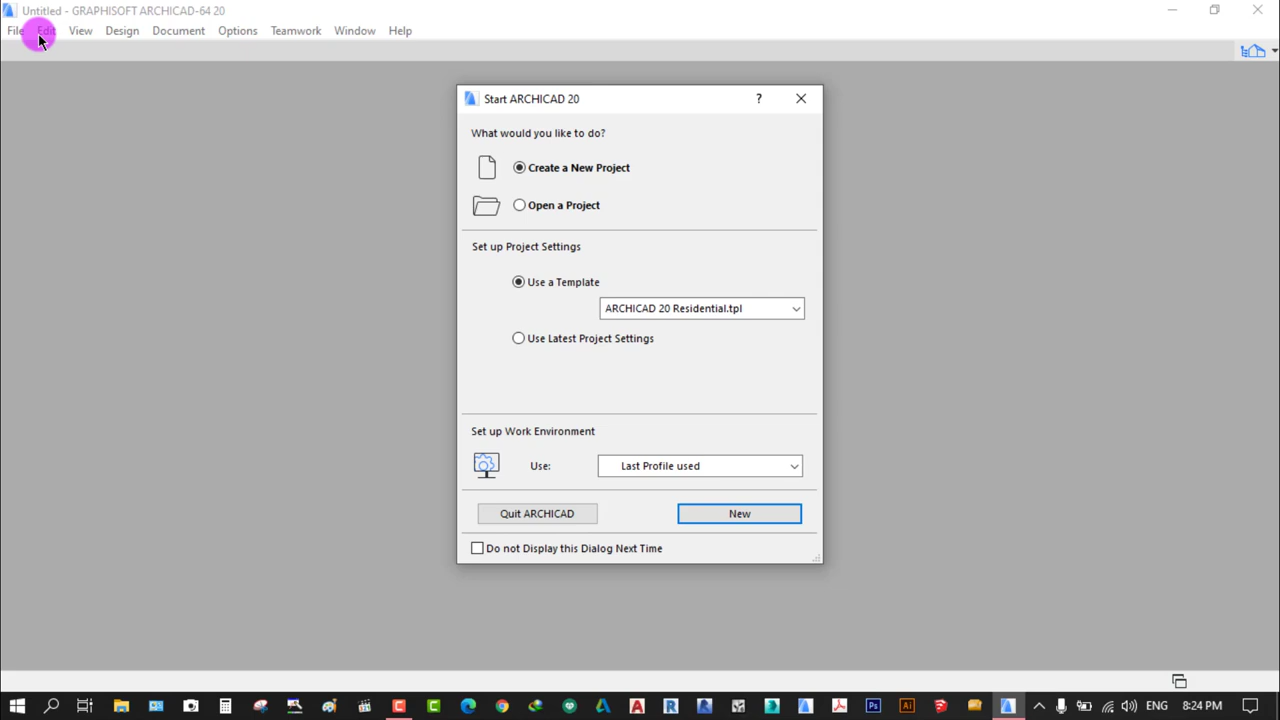 Untitled - GRAPHISOFT ARCHICAD-64 20
File Edit View Design Document Options Teamwork Window Help
Start ARCHICAD 20 ?
What would you like to do?
Create a New Project
Open a Project
Set up Project Settings
Use a Template
ARCHICAD 20 Residential.tpl
Use Latest Project Settings
Set up Work Environment
Use: Last Profile used
Quit ARCHICAD New
Do not Display this Dialog Next Time
ENG 8:24 PM